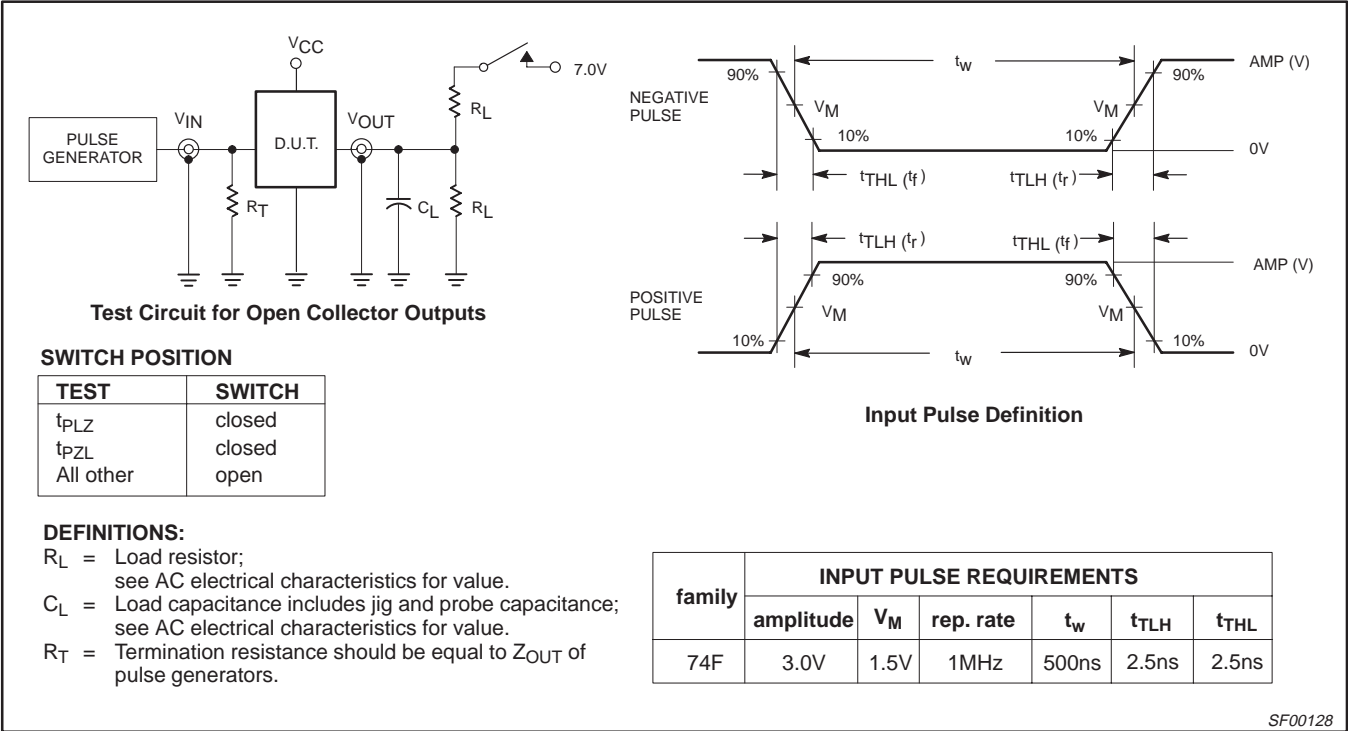 VCC
7.0V
RL
VIN
VOUT
PULSE
GENERATOR
D.U.T.
RT
CL
RL
Test Circuit for Open Collector Outputs
NEGATIVE
PULSE
90%
tw
90%
AMP (V)
VM
VM
10%
10%
0V
tTHL (tf)
tTLH (tr)
tTLH (tr)
tTHL (tf)
AMP (V)
POSITIVE
PULSE
90%
90%
VM
VM
10%
tw
10%
0V
Input Pulse Definition
SWITCH POSITION
TEST SWITCH
tPLZ closed
tPZL closed
All other open
DEFINITIONS:
RL = Load resistor;
see AC electrical characteristics for value.
CL = Load capacitance includes jig and probe capacitance;
see AC electrical characteristics for value.
RT = Termination resistance should be equal to ZOUT of
pulse generators.
family INPUT PULSE REQUIREMENTS
amplitude VM rep. rate tw tTLH tTHL
74F 3.0V 1.5V 1MHz 500ns 2.5ns 2.5ns
SF00128